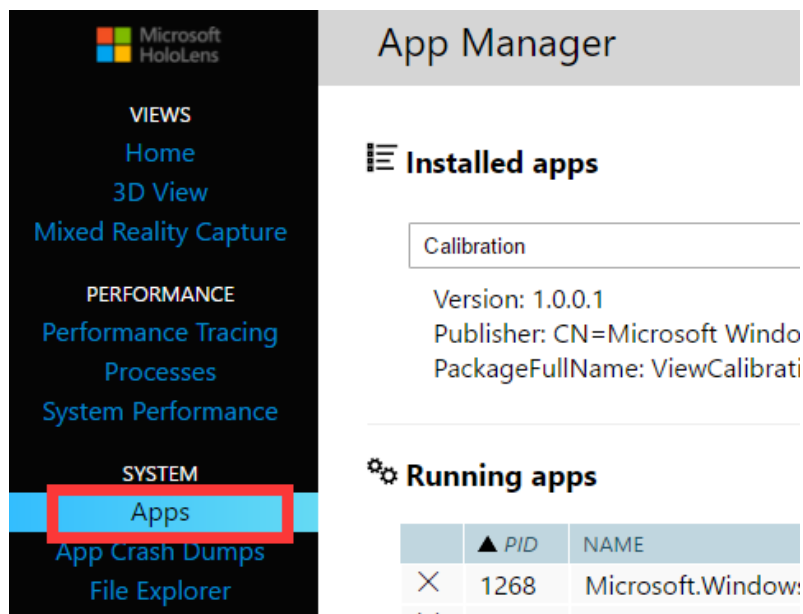 Microsoft
HoloLens
VIEWS
Home
3D View
Mixed Reality Capture
PERFORMANCE
Performance Tracing
Processes
System Performance
SYSTEM
Apps
App Crash Dumps
File Explorer
App Manager
Installed apps
Calibration
Version: 1.0.0.1
Publisher: CN=Microsoft Windo
PackageFullName: ViewCalibrati
Running apps
▲ PID NAME
1268 Microsoft.Windows